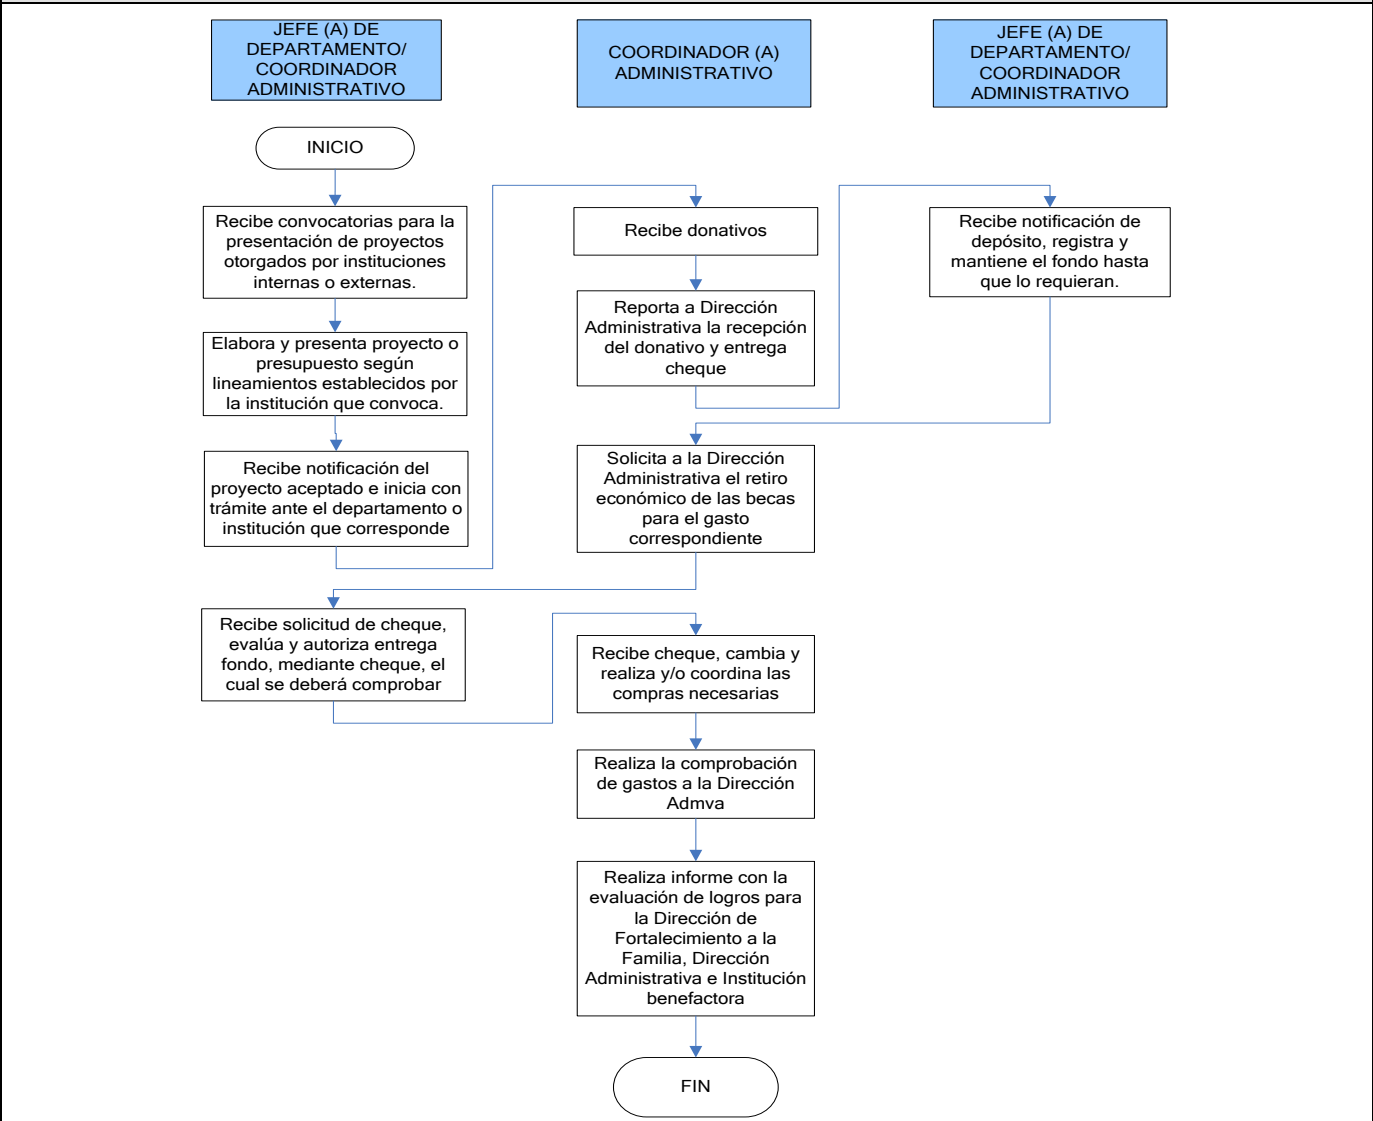 JEFE (A) DE
DEPARTAMENTO/
COORDINADOR
ADMINISTRATIVO
COORDINADOR (A)
ADMINISTRATIVO
JEFE (A) DE
DEPARTAMENTO/
COORDINADOR
ADMINISTRATIVO
INICIO
Recibe convocatorias para la
presentación de proyectos
otorgados por instituciones
internas o externas.
Elabora y presenta proyecto o
presupuesto según
lineamientos establecidos por
la institución que convoca.
Recibe notificación del
proyecto aceptado e inicia con
trámite ante el departamento o
institución que corresponde
Recibe donativos
Reporta a Dirección
Administrativa la recepción
del donativo y entrega
cheque
Recibe notificación de
depósito, registra y
mantiene el fondo hasta
que lo requieran.
Solicita a la Dirección
Administrativa el retiro
económico de las becas
para el gasto
correspondiente
Recibe solicitud de cheque,
evalúa y autoriza entrega
fondo, mediante cheque, el
cual se deberá comprobar
Recibe cheque, cambia y
realiza y/o coordina las
compras necesarias
Realiza la comprobación
de gastos a la Dirección
Admva
Realiza informe con la
evaluación de logros para
la Dirección de
Fortalecimiento a la
Familia, Dirección
Administrativa e Institución
benefactora
FIN